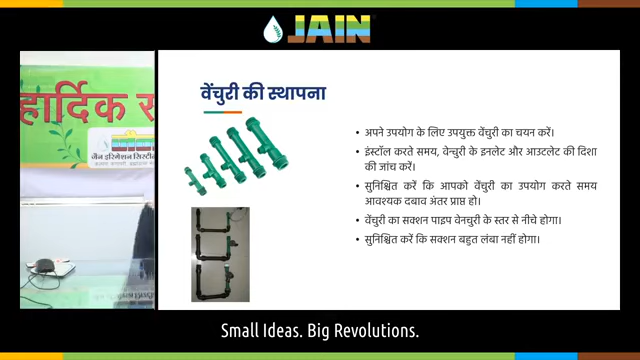 JAIN
वेंचुरी की स्थापना
हार्दिक
जैन इरिगेशन सिस्टी
• अपने उपयोग के लिए उपयुक्त वेंचुरी का चयन करें।
• इंस्टॉल करते समय, वेन्चुरी के इनलेट और आउटलेट की दिशा
की जांच करें।
• सुनिश्चित करें कि आपको वेंचुरी का उपयोग करते समय
आवश्यक दबाव अंतर प्राप्त हो।
• वेंचुरी का सक्शन पाइप वेनचुरी के स्तर से नीचे होगा।
• सुनिश्चित करें कि सक्शन बहुत लंबा नहीं होगा।
Small Ideas. Big Revolutions.